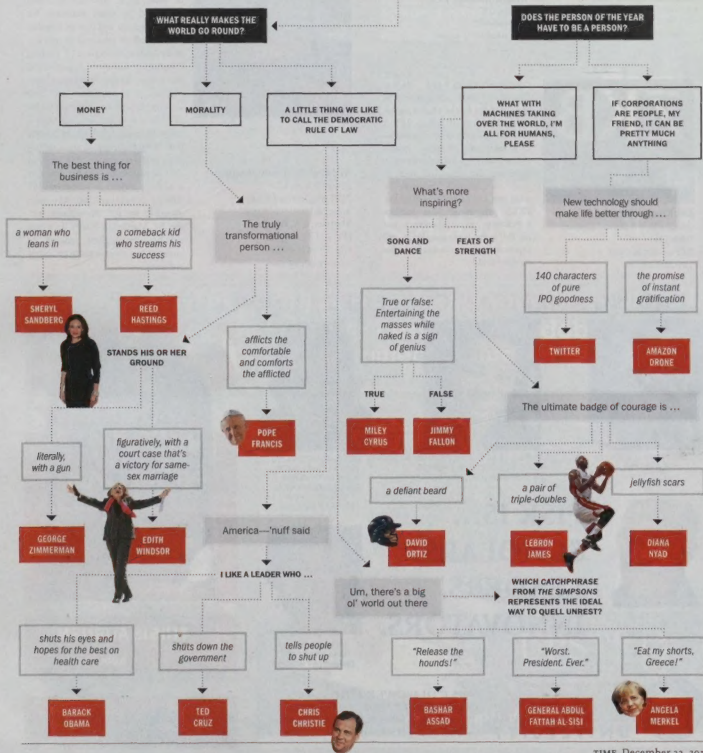 WHAT REALLY MAKES THE
WORLD GO ROUND?
DOES THE PERSON OF THE YEAR
HAVE TO BE A PERSON?
MONEY
MORALITY
A LITTLE THING WE LIKE
TO CALL THE DEMOCRATIC
RULE OF LAW
WHAT WITH
MACHINES TAKING
OVER THE WORLD, I'M
ALL FOR HUMANS,
PLEASE
IF CORPORATIONS
ARE PEOPLE, MY
FRIEND, IT CAN BE
PRETTY MUCH
ANYTHING
The best thing for
business is ...
a woman who
leans in
a comeback kid
who streams his
success
SHERYL
SANDBERG
REED
HASTINGS
The truly
transformational
person ...
STANDS HIS OR HER
GROUND
afflicts the
comfortable
and comforts
the afflicted
POPE
FRANCIS
literally,
with a gun
figuratively, with a
court case that's
a victory for same-
sex marriage
GEORGE
ZIMMERMAN
EDITH
WINDSOR
America—'nuff said
I LIKE A LEADER WHO ...
shuts his eyes and
hopes for the best on
health care
shuts down the
government
tells people
to shut up
BARACK
OBAMA
TED
CRUZ
CHRIS
CHRISTIE
What's more
inspiring?
SONG AND
DANCE
FEATS OF
STRENGTH
True or false:
Entertaining the
masses while
naked is a sign
of genius
TRUE
FALSE
MILEY
CYRUS
JIMMY
FALLON
New technology should
make life better through ...
140 characters
of pure
IPO goodness
the promise
of instant
gratification
TWITTER
AMAZON
DRONE
The ultimate badge of courage is ...
a defiant beard
a pair of
triple-doubles
jellyfish scars
DAVID
ORTIZ
LEBRON
JAMES
DIANA
NYAD
Um, there's a big
ol' world out there
WHICH CATCHPHRASE
FROM THE SIMPSONS
REPRESENTS THE IDEAL
WAY TO QUELL UNREST?
"Release the
hounds!"
"Worst.
President. Ever."
"Eat my shorts,
Greece!"
BASHAR
ASSAD
GENERAL ABDUL
FATTAH AL-SISI
ANGELA
MERKEL
TIME December